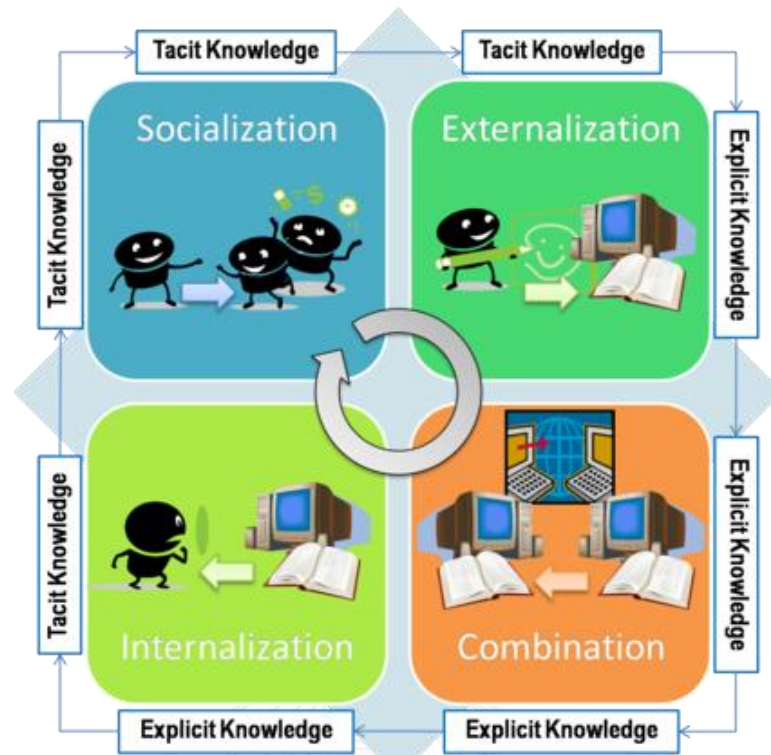 Tacit Knowledge
Tacit Knowledge
Socialization
Externalization
Tacit Knowledge
Explicit Knowledge
$
Tacit Knowledge
Explicit Knowledge
Internalization
Combination
Explicit Knowledge
Explicit Knowledge